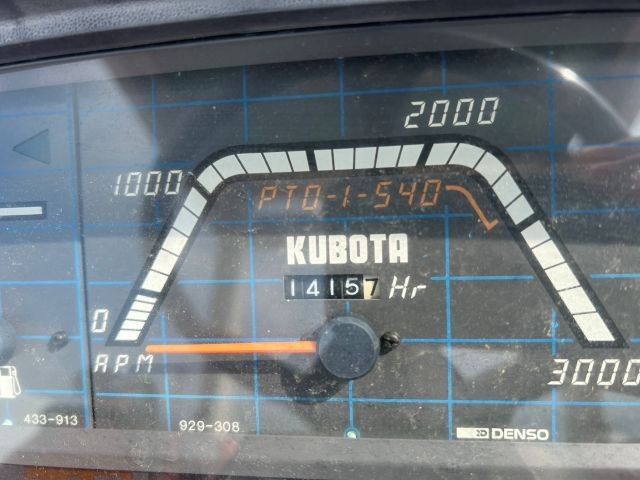 2000
1000
PTO-1-540
KUBOTA
14157 Hr
0
RPM
3000
433-913
929-308
DENSO